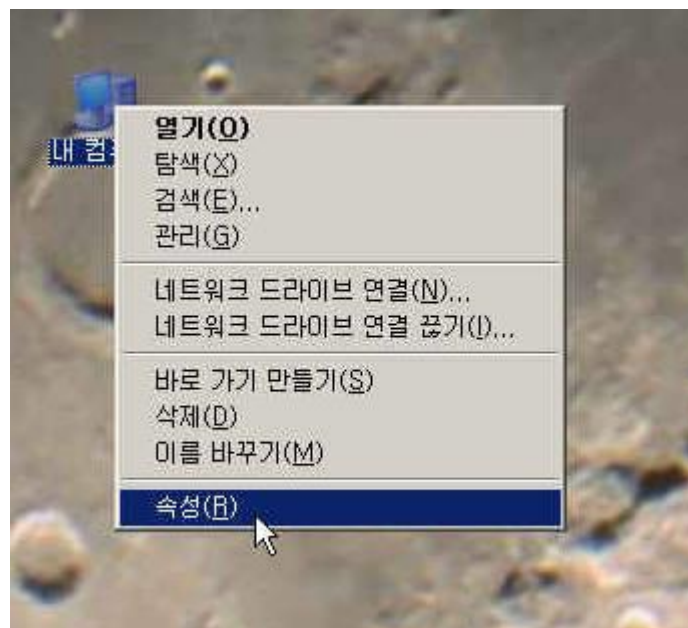 내 컴
열기(O)
탐색(X)
검색(E)...
관리(G)
네트워크 드라이브 연결(N)...
네트워크 드라이브 연결 끊기(I)...
바로 가기 만들기(S)
삭제(D)
이름 바꾸기(M)
속성(R)